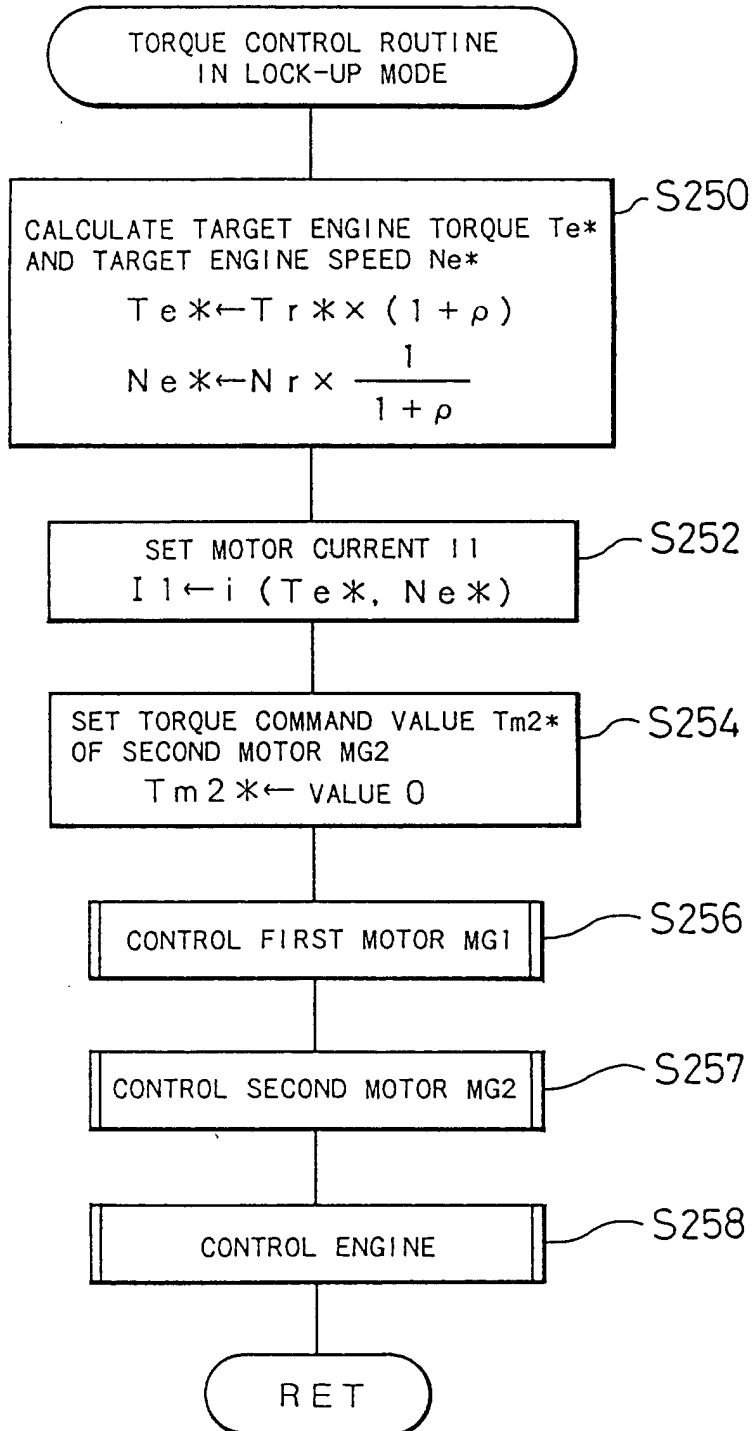 TORQUE CONTROL ROUTINE
IN LOCK-UP MODE
S250
CALCULATE TARGET ENGINE TORQUE Te*
AND TARGET ENGINE SPEED Ne*
Te*←Tr*×(1+ρ)
Ne*←Nr× 1/(1+ρ)
S252
SET MOTOR CURRENT I1
I1←i (Te*, Ne*)
S254
SET TORQUE COMMAND VALUE Tm2*
OF SECOND MOTOR MG2
Tm2*← VALUE 0
S256
CONTROL FIRST MOTOR MG1
S257
CONTROL SECOND MOTOR MG2
S258
CONTROL ENGINE
RET